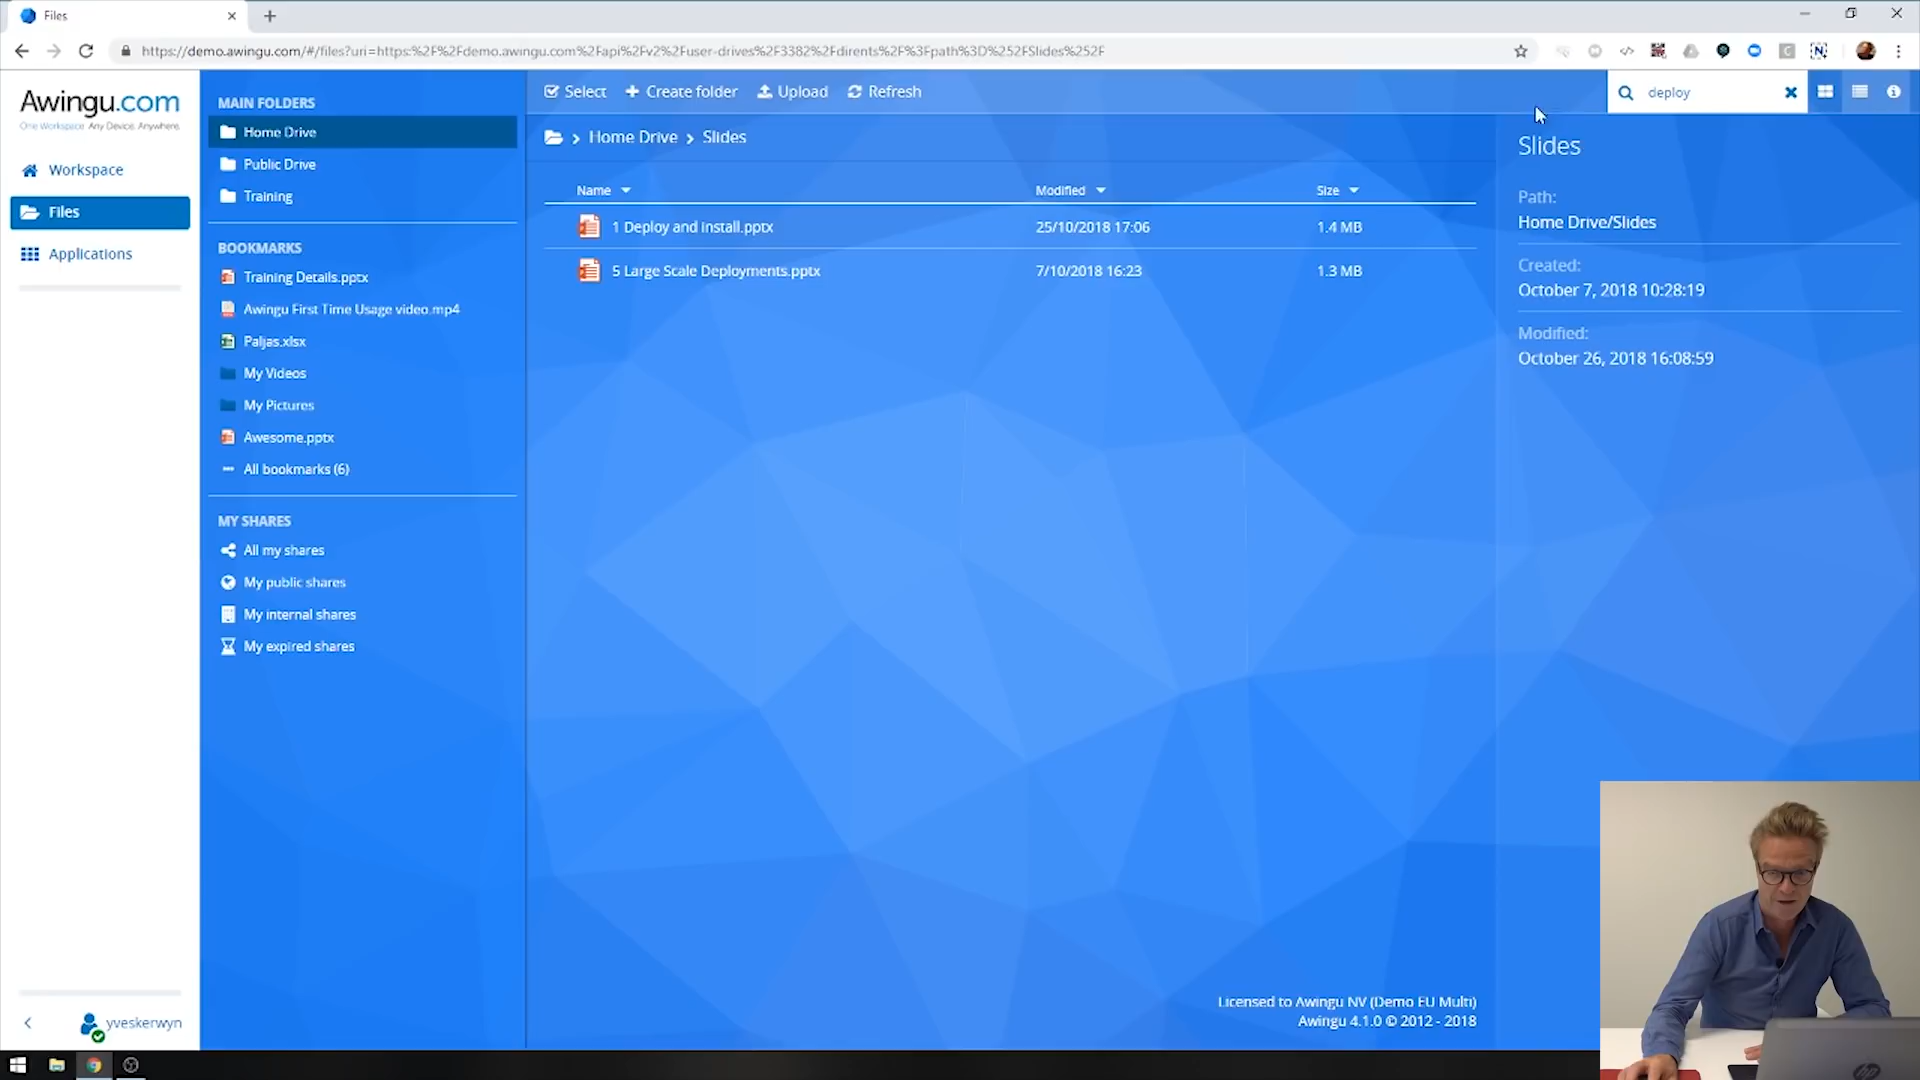 Files
https://demo.awingu.com/#/files?uri=https:%2F%2Fdemo.awingu.com%2Fapi%2Fv2%2Fuser-drives%2F3382%2Fdirents%2F%3Fpath%3D%252FSlides%252F
Awingu.com
One Workspace. Any Device. Anywhere.
Workspace
Files
Applications
MAIN FOLDERS
Home Drive
Public Drive
Training
BOOKMARKS
Training Details.pptx
Awingu First Time Usage video.mp4
Paljas.xlsx
My Videos
My Pictures
Awesome.pptx
All bookmarks (6)
MY SHARES
All my shares
My public shares
My internal shares
My expired shares
Select Create folder Upload Refresh
deploy
Home Drive > Slides
Name Modified Size
1 Deploy and install.pptx 25/10/2018 17:06 1.4 MB
5 Large Scale Deployments.pptx 7/10/2018 16:23 1.3 MB
Slides
Path:
Home Drive/Slides
Created:
October 7, 2018 10:28:19
Modified:
October 26, 2018 16:08:59
Licensed to Awingu NV (Demo EU Multi)
Awingu 4.1.0 © 2012 - 2018
yveskerwyn
hp